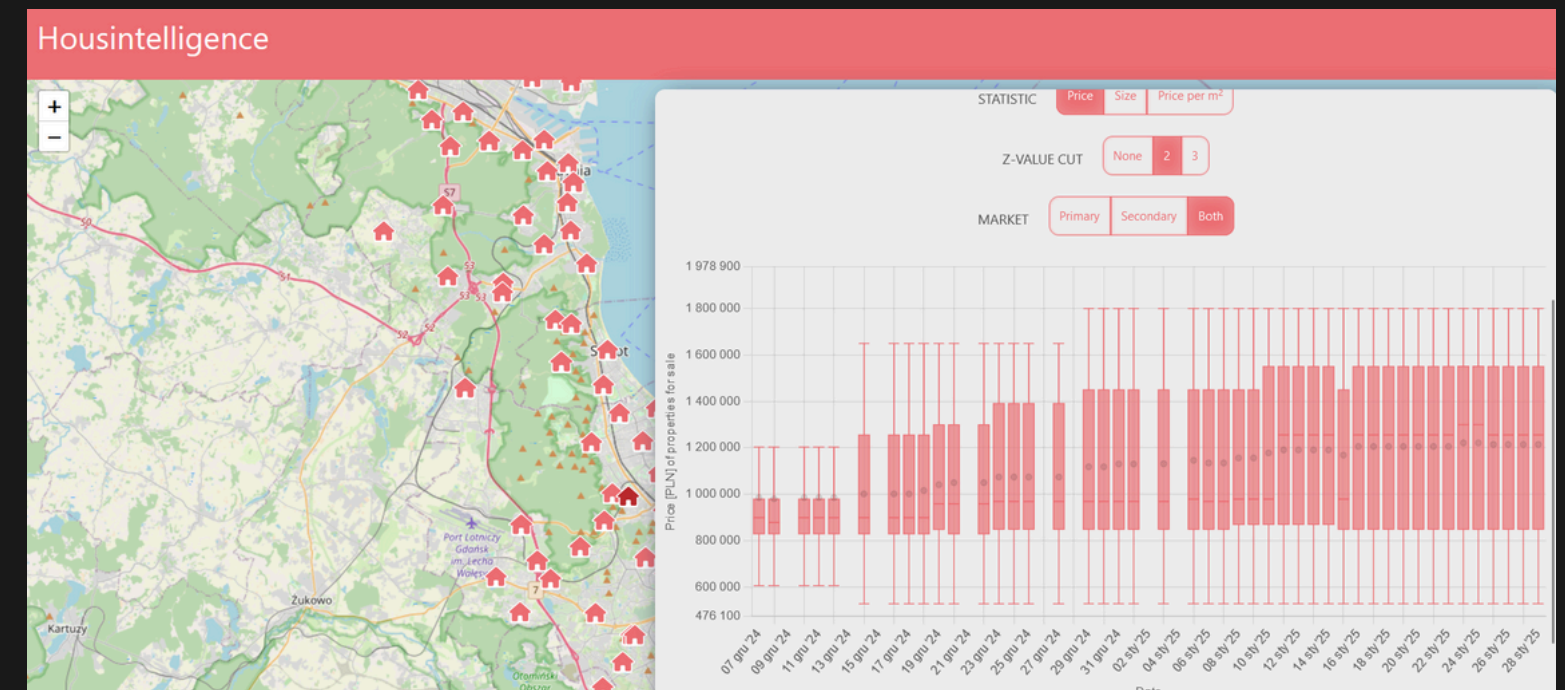 Housintelligence
+
−
STATISTIC Price Size Price per m²
Z-VALUE CUT None 2 3
MARKET Primary Secondary Both
Price [PLN] of properties for sale
1 978 900
1 800 000
1 600 000
1 400 000
1 200 000
1 000 000
800 000
600 000
476 100
07 gru 24
09 gru 24
11 gru 24
13 gru 24
15 gru 24
17 gru 24
19 gru 24
21 gru 24
23 gru 24
25 gru 24
27 gru 24
29 gru 24
31 gru 24
02 sty 25
04 sty 25
06 sty 25
08 sty 25
10 sty 25
12 sty 25
14 sty 25
16 sty 25
18 sty 25
20 sty 25
22 sty 25
24 sty 25
26 sty 25
28 sty 25
S7
S3
S3 S3
S2
S2
7
Port Lotniczy
Gdańsk
im. Lecha
Wałęsy
Żukowo
Kartuzy
Otomiński